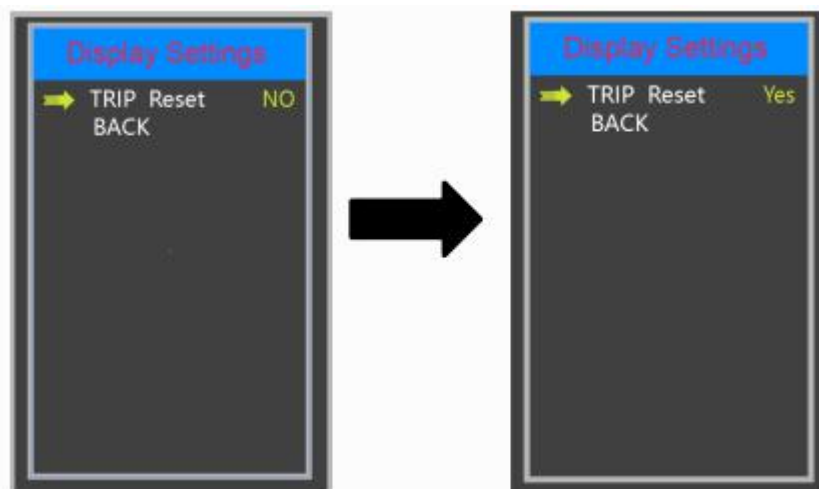 Display Settings
TRIP Reset NO
BACK
Display Settings
TRIP Reset Yes
BACK